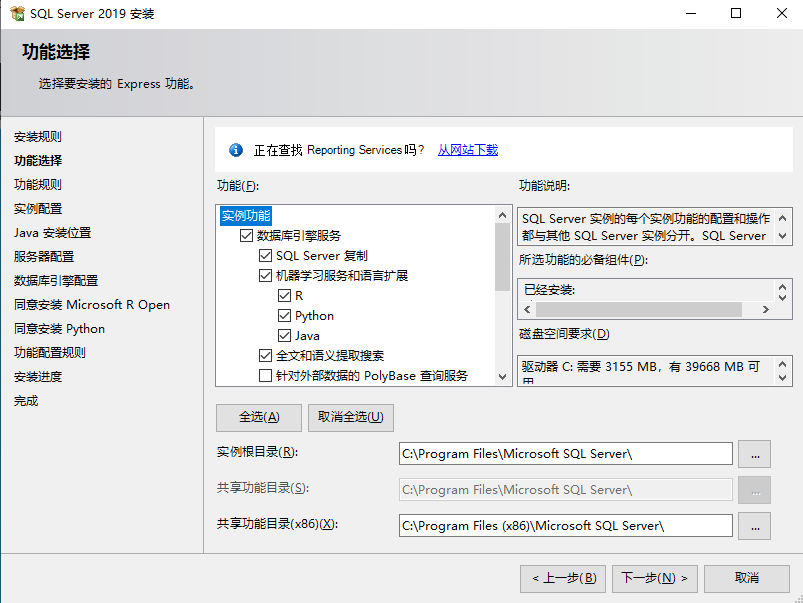 SQL Server 2019 安装
功能选择
选择要安装的 Express 功能。
安装规则
功能选择
功能规则
实例配置
Java 安装位置
服务器配置
数据库引擎配置
同意安装 Microsoft R Open
同意安装 Python
功能配置规则
安装进度
完成
正在查找 Reporting Services 吗? 从网站下载
功能(F):
实例功能
数据库引擎服务
SQL Server 复制
机器学习服务和语言扩展
R
Python
Java
全文和语义提取搜索
针对外部数据的 PolyBase 查询服务
功能说明:
SQL Server 实例的每个实例功能的配置和操作
都与其他 SQL Server 实例分开。SQL Server
所选功能的必备组件(P):
已经安装:
磁盘空间要求(D)
驱动器 C: 需要 3155 MB，有 39668 MB 可
用
全选(A) 取消全选(U)
实例根目录(R): C:\Program Files\Microsoft SQL Server\ ...
共享功能目录(S): C:\Program Files\Microsoft SQL Server\ ...
共享功能目录(x86)(X): C:\Program Files (x86)\Microsoft SQL Server\ ...
< 上一步(B) 下一步(N) > 取消